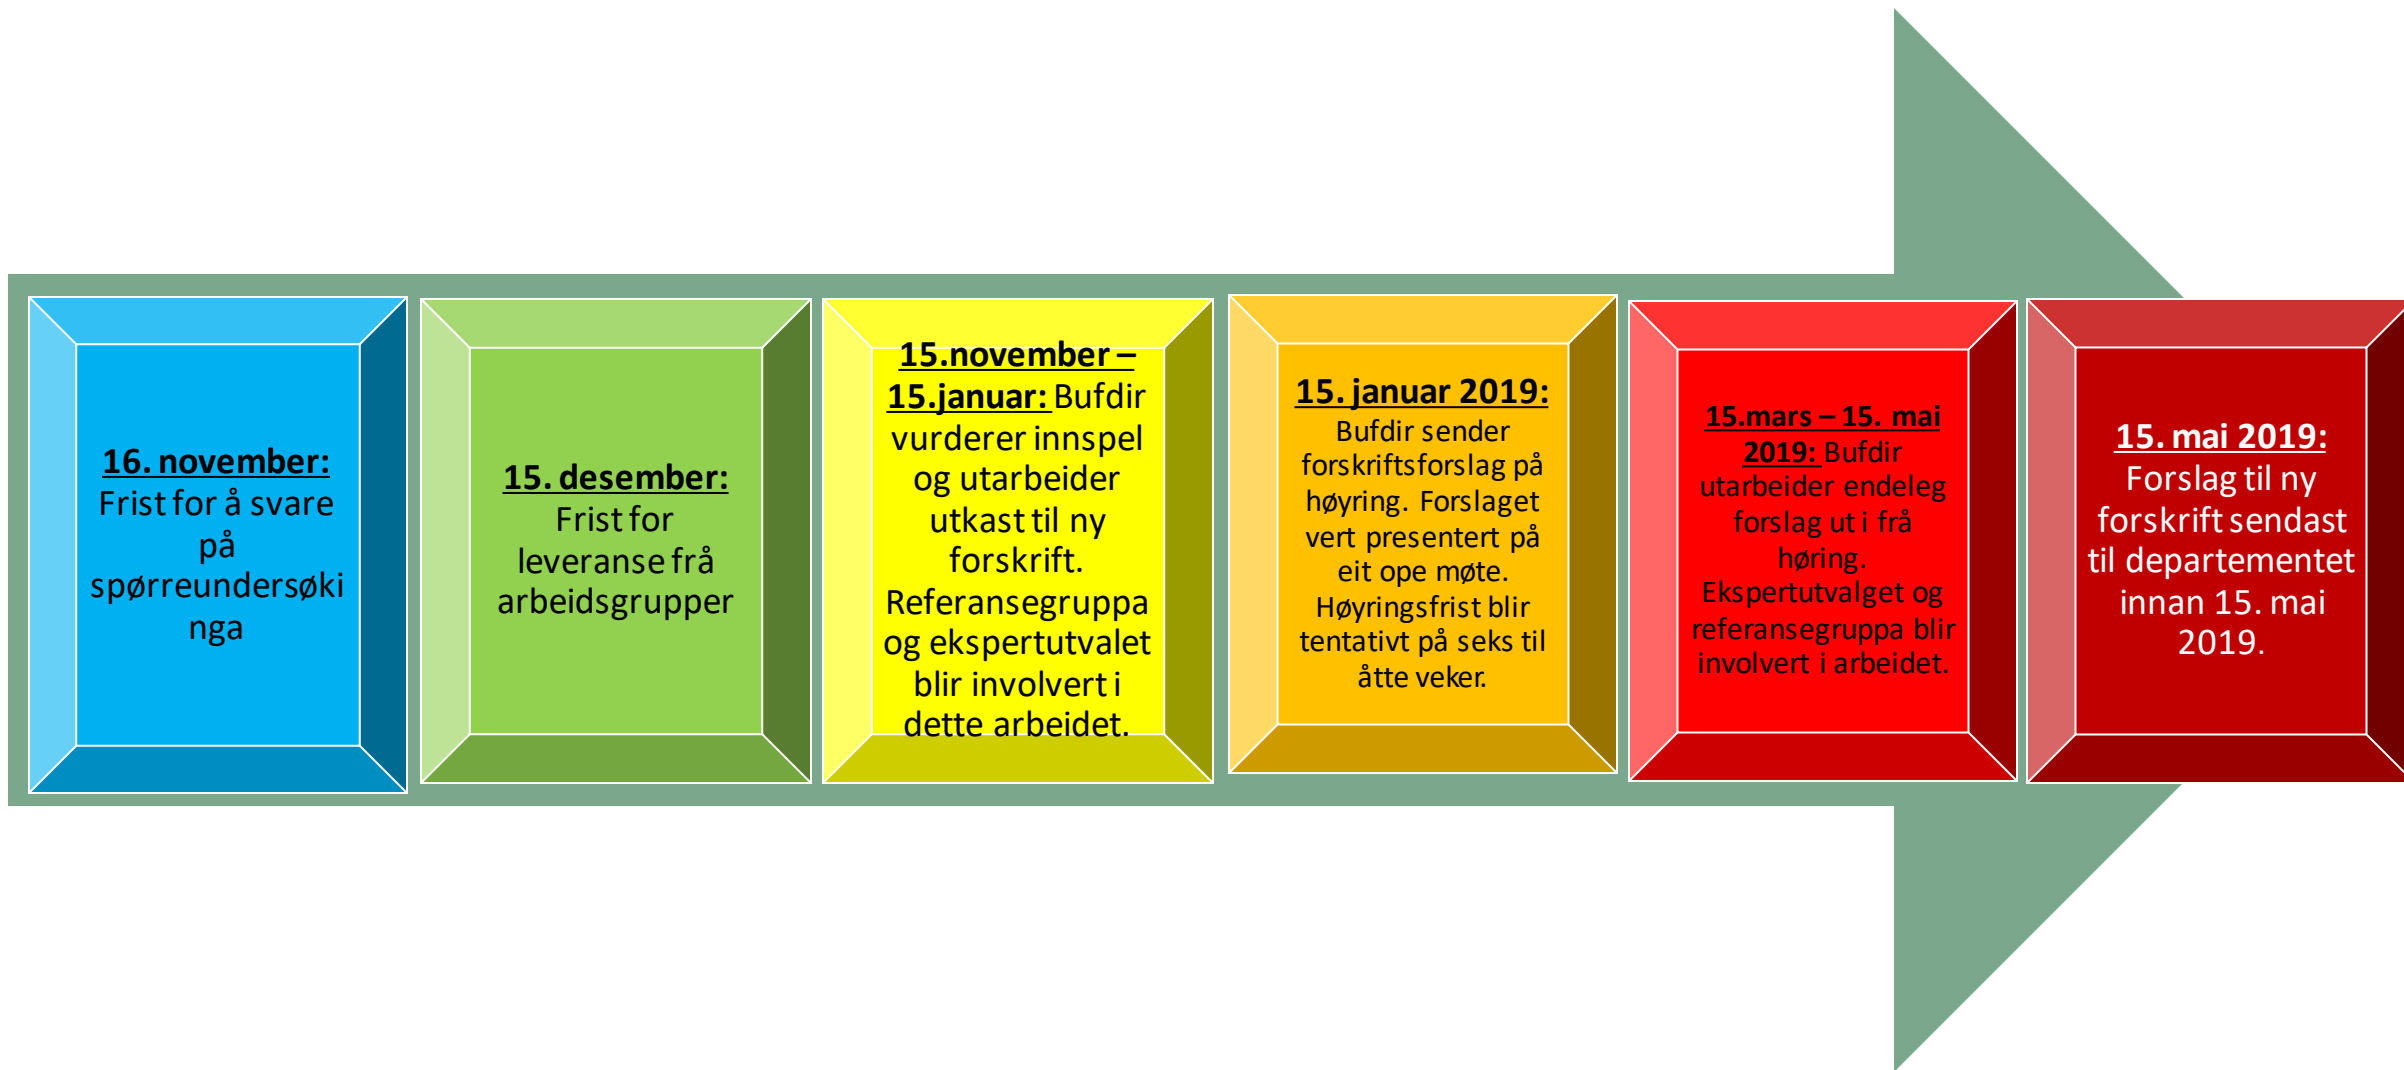 16. november:
Frist for å svare
på
spørreundersøki
nga
15. desember:
Frist for
leveranse frå
arbeidsgrupper
15.november –
15.januar: Bufdir
vurderer innspel
og utarbeider
utkast til ny
forskrift.
Referansegruppa
og ekspertutvalet
blir involvert i
dette arbeidet.
15. januar 2019:
Bufdir sender
forskriftsforslag på
høyring. Forslaget
vert presentert på
eit ope møte.
Høyringsfrist blir
tentativt på seks til
åtte veker.
15.mars – 15. mai
2019: Bufdir
utarbeider endeleg
forslag ut i frå
høring.
Ekspertutvalget og
referansegruppa blir
involvert i arbeidet.
15. mai 2019:
Forslag til ny
forskrift sendast
til departementet
innan 15. mai
2019.